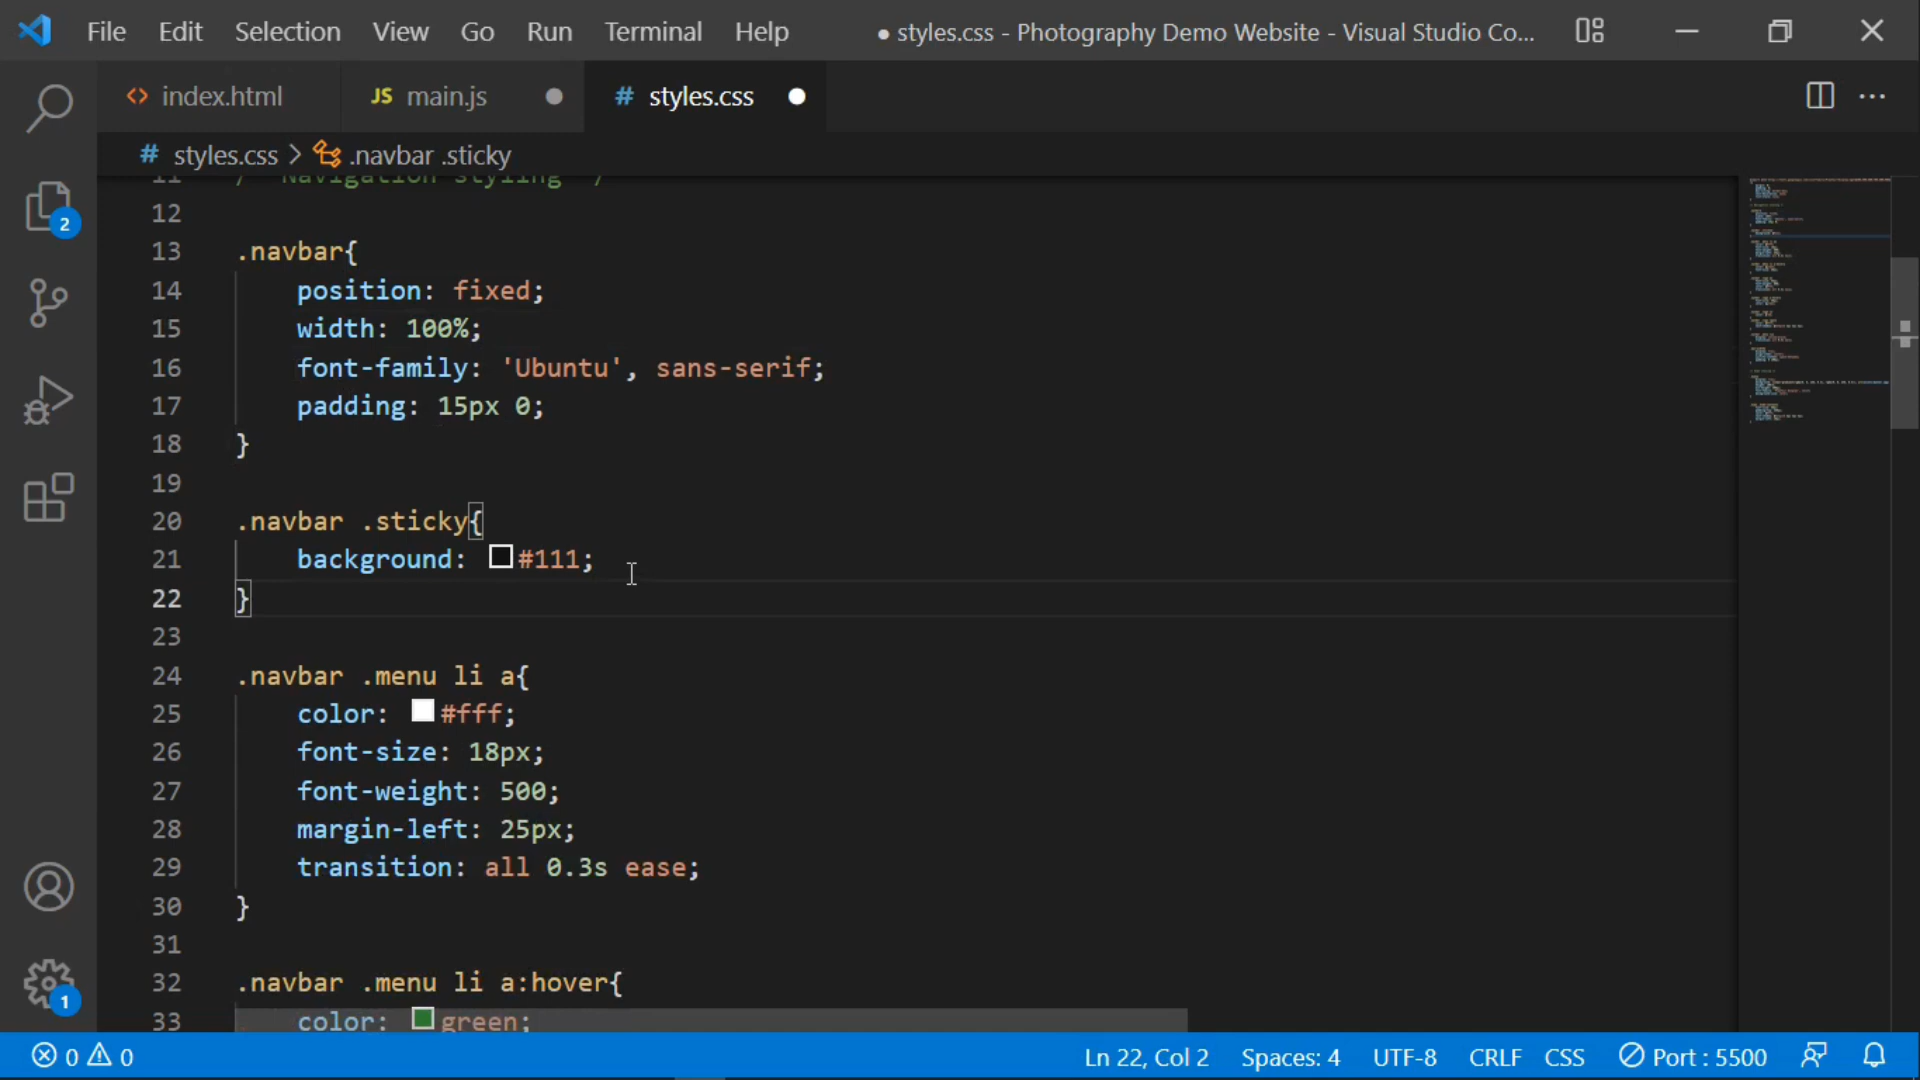 File Edit Selection View Go Run Terminal Help ● styles.css - Photography Demo Website - Visual Studio Co...
<> index.html JS main.js ● # styles.css ●
# styles.css > .navbar .sticky
11 /* Navigation styling */
12
13 .navbar{
14 position: fixed;
15 width: 100%;
16 font-family: 'Ubuntu', sans-serif;
17 padding: 15px 0;
18 }
19
20 .navbar .sticky{
21 background: #111;
22 }
23
24 .navbar .menu li a{
25 color: #fff;
26 font-size: 18px;
27 font-weight: 500;
28 margin-left: 25px;
29 transition: all 0.3s ease;
30 }
31
32 .navbar .menu li a:hover{
33 color: green;
2
1
0 0 Ln 22, Col 2 Spaces: 4 UTF-8 CRLF CSS Port : 5500